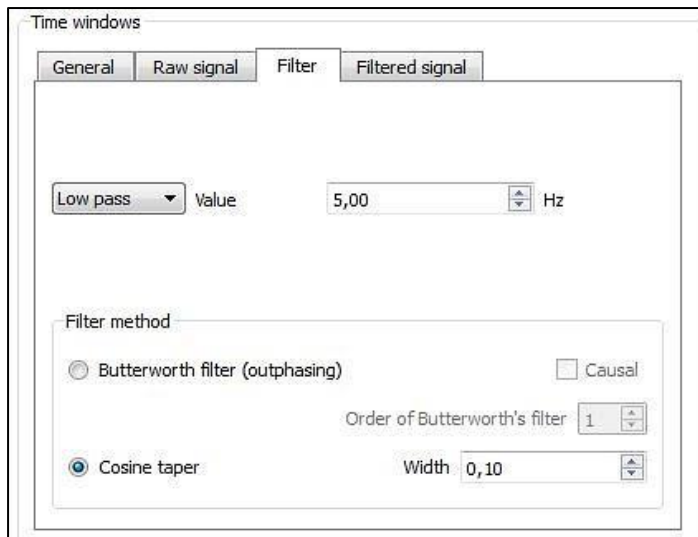 Time windows
General Raw signal Filter Filtered signal
Low pass Value 5,00 Hz
Filter method
Butterworth filter (outphasing) Causal
Order of Butterworth's filter 1
Cosine taper Width 0,10